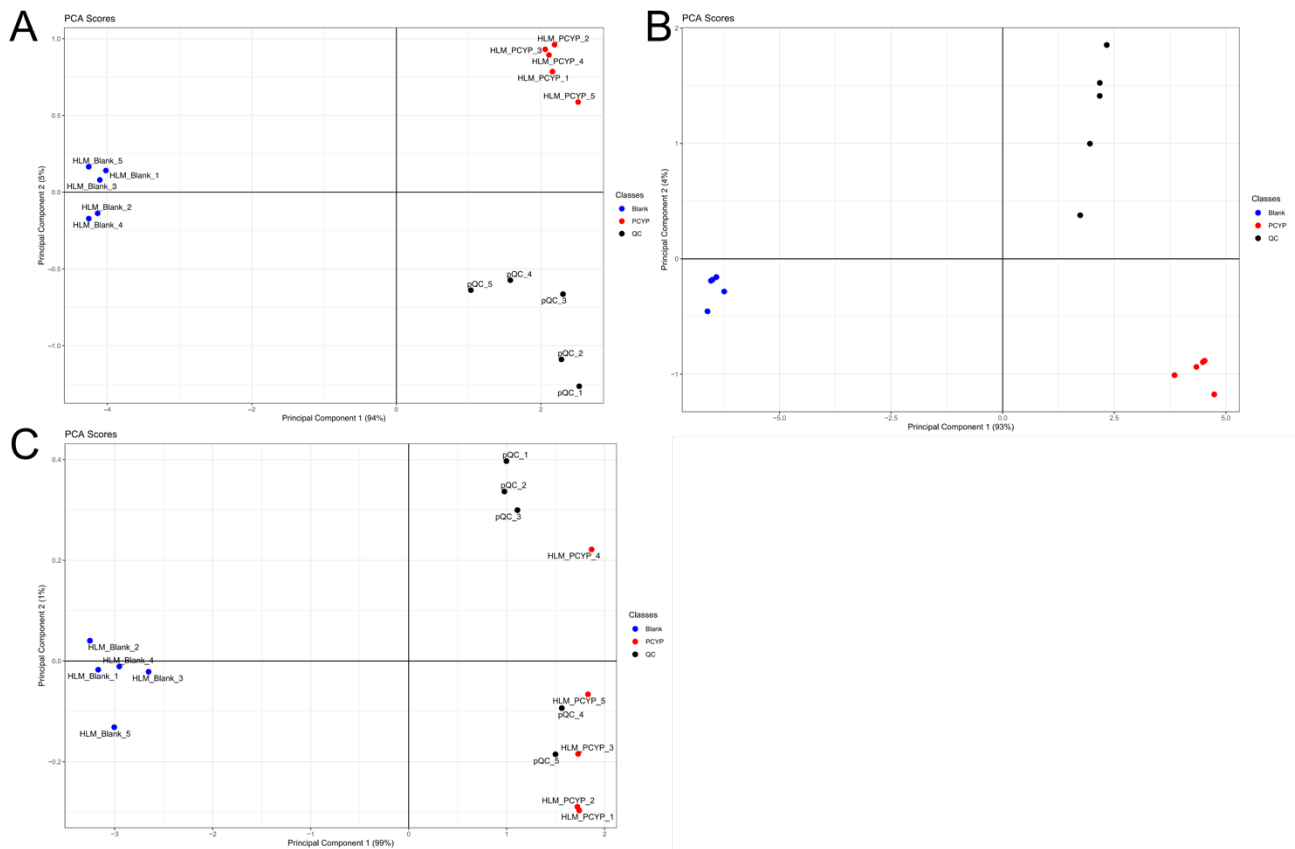 A
PCA Scores
HLM_PCYP_2
HLM_PCYP_3
HLM_PCYP_4
HLM_PCYP_1
HLM_PCYP_5
HLM_Blank_5
HLM_Blank_1
HLM_Blank_3
HLM_Blank_2
HLM_Blank_4
pQC_4
pQC_5
pQC_3
pQC_2
pQC_1
1.0
0.5
0.0
−0.5
−1.0
−4
−2
0
2
Principal Component 2 (5%)
Principal Component 1 (94%)
Classes
Blank
PCYP
QC
B
PCA Scores
2
1
0
−1
−5.0
−2.5
0.0
2.5
5.0
Principal Component 2 (4%)
Principal Component 1 (93%)
Classes
Blank
PCYP
QC
C
PCA Scores
pQC_1
pQC_2
pQC_3
HLM_PCYP_4
HLM_Blank_2
HLM_Blank_4
HLM_Blank_1
HLM_Blank_3
HLM_Blank_5
HLM_PCYP_5
pQC_4
HLM_PCYP_3
pQC_5
HLM_PCYP_2
HLM_PCYP_1
0.4
0.2
0.0
−0.2
−3
−2
−1
0
1
2
Principal Component 2 (1%)
Principal Component 1 (99%)
Classes
Blank
PCYP
QC